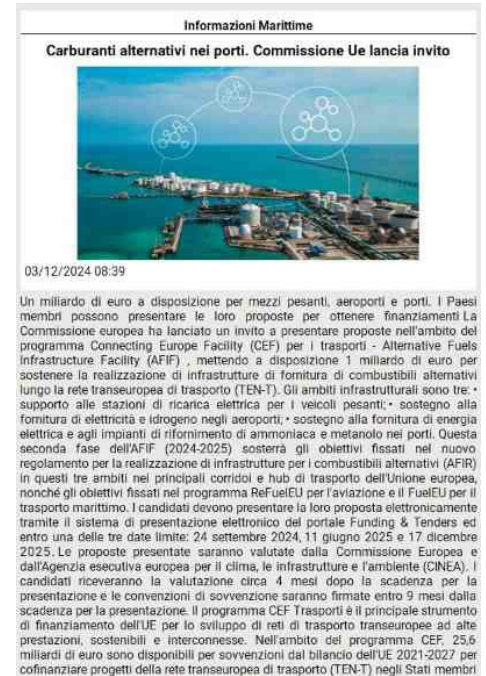 Informazioni Marittime
Carburanti alternativi nei porti. Commissione Ue lancia invito
03/12/2024 08:39
Un miliardo di euro a disposizione per mezzi pesanti, aeroporti e porti. I Paesi
membri possono presentare le loro proposte per ottenere finanziamenti La
Commissione europea ha lanciato un invito a presentare proposte nell'ambito del
programma Connecting Europe Facility (CEF) per i trasporti - Alternative Fuels
Infrastructure Facility (AFIF) , mettendo a disposizione 1 miliardo di euro per
sostenere la realizzazione di infrastrutture di fornitura di combustibili alternativi
lungo la rete transeuropea di trasporto (TEN-T). Gli ambiti infrastrutturali sono tre: •
supporto alle stazioni di ricarica elettrica per i veicoli pesanti; • sostegno alla
fornitura di elettricità e idrogeno negli aeroporti; • sostegno alla fornitura di energia
elettrica e agli impianti di rifornimento di ammoniaca e metanolo nei porti. Questa
seconda fase dell'AFIF (2024-2025) sosterrà gli obiettivi fissati nel nuovo
regolamento per la realizzazione di infrastrutture per i combustibili alternativi (AFIR)
in questi tre ambiti nei principali corridoi e hub di trasporto dell'Unione europea,
nonché gli obiettivi fissati nel programma ReFuelEU per l'aviazione e il FuelEU per il
trasporto marittimo. I candidati devono presentare la loro proposta elettronicamente
tramite il sistema di presentazione elettronico del portale Funding & Tenders ed
entro una delle tre date limite: 24 settembre 2024, 11 giugno 2025 e 17 dicembre
2025. Le proposte presentate saranno valutate dalla Commissione Europea e
dall'Agenzia esecutiva europea per il clima, le infrastrutture e l'ambiente (CINEA). I
candidati riceveranno la valutazione circa 4 mesi dopo la scadenza per la
presentazione e le convenzioni di sovvenzione saranno firmate entro 9 mesi dalla
scadenza per la presentazione. Il programma CEF Trasporti è il principale strumento
di finanziamento dell'UE per lo sviluppo di reti di trasporto transeuropee ad alte
prestazioni, sostenibili e interconnesse. Nell'ambito del programma CEF, 25,6
miliardi di euro sono disponibili per sovvenzioni dal bilancio dell'UE 2021-2027 per
cofinanziare progetti della rete transeuropea di trasporto (TEN-T) negli Stati membri